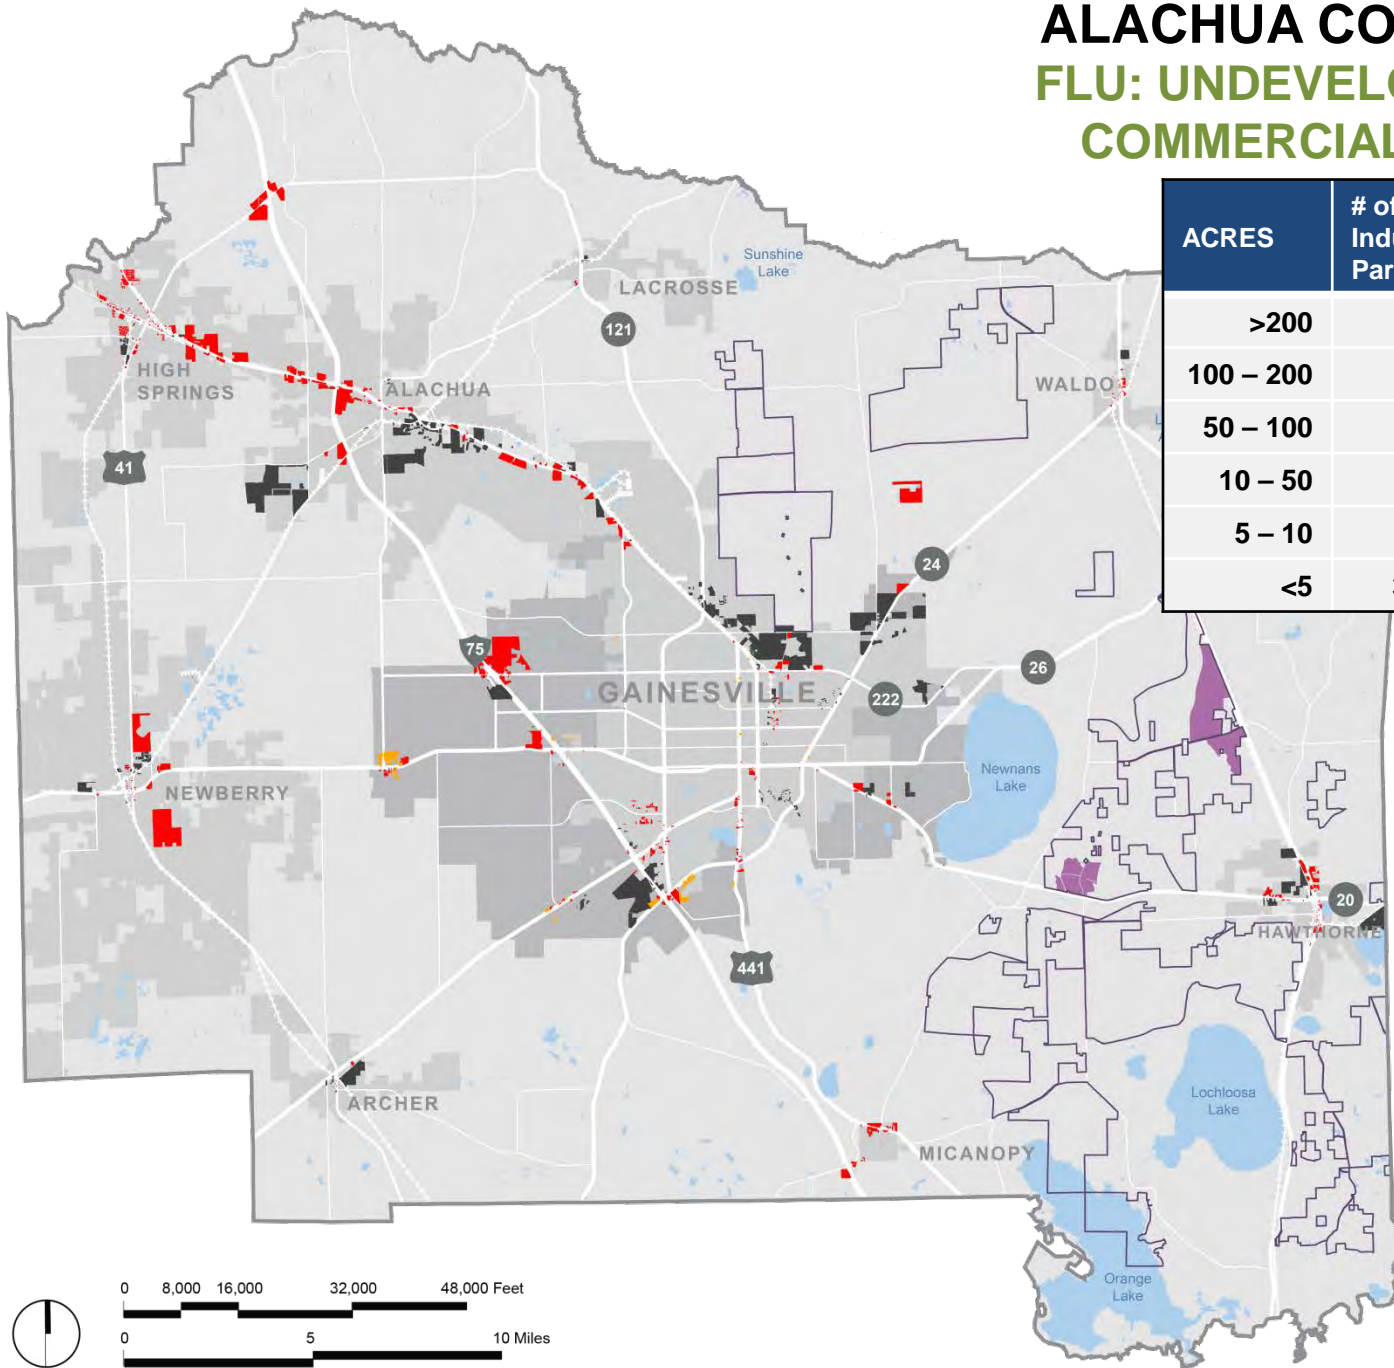 ALACHUA CO
FLU: UNDEVELO
COMMERCIAL
ACRES
# of
Indu
Par
>200
100 – 200
50 – 100
10 – 50
5 – 10
<5
Sunshine
Lake
LACROSSE
121
HIGH
SPRINGS
ALACHUA
WALDO
41
24
75
26
GAINESVILLE
222
Newnans
Lake
NEWBERRY
20
HAWTHORNE
441
Lochloosa
Lake
ARCHER
MICANOPY
Orange
Lake
0 8,000 16,000 32,000 48,000 Feet
0 5 10 Miles